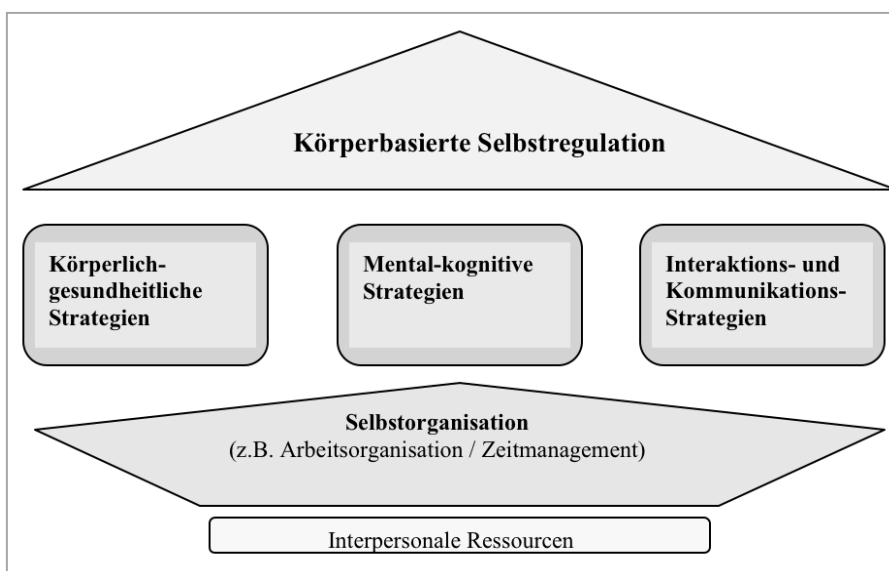 Körperbasierte Selbstregulation
Körperlich-
gesundheitliche
Strategien
Mental-kognitive
Strategien
Interaktions- und
Kommunikations-
Strategien
Selbstorganisation
(z.B. Arbeitsorganisation / Zeitmanagement)
Interpersonale Ressourcen